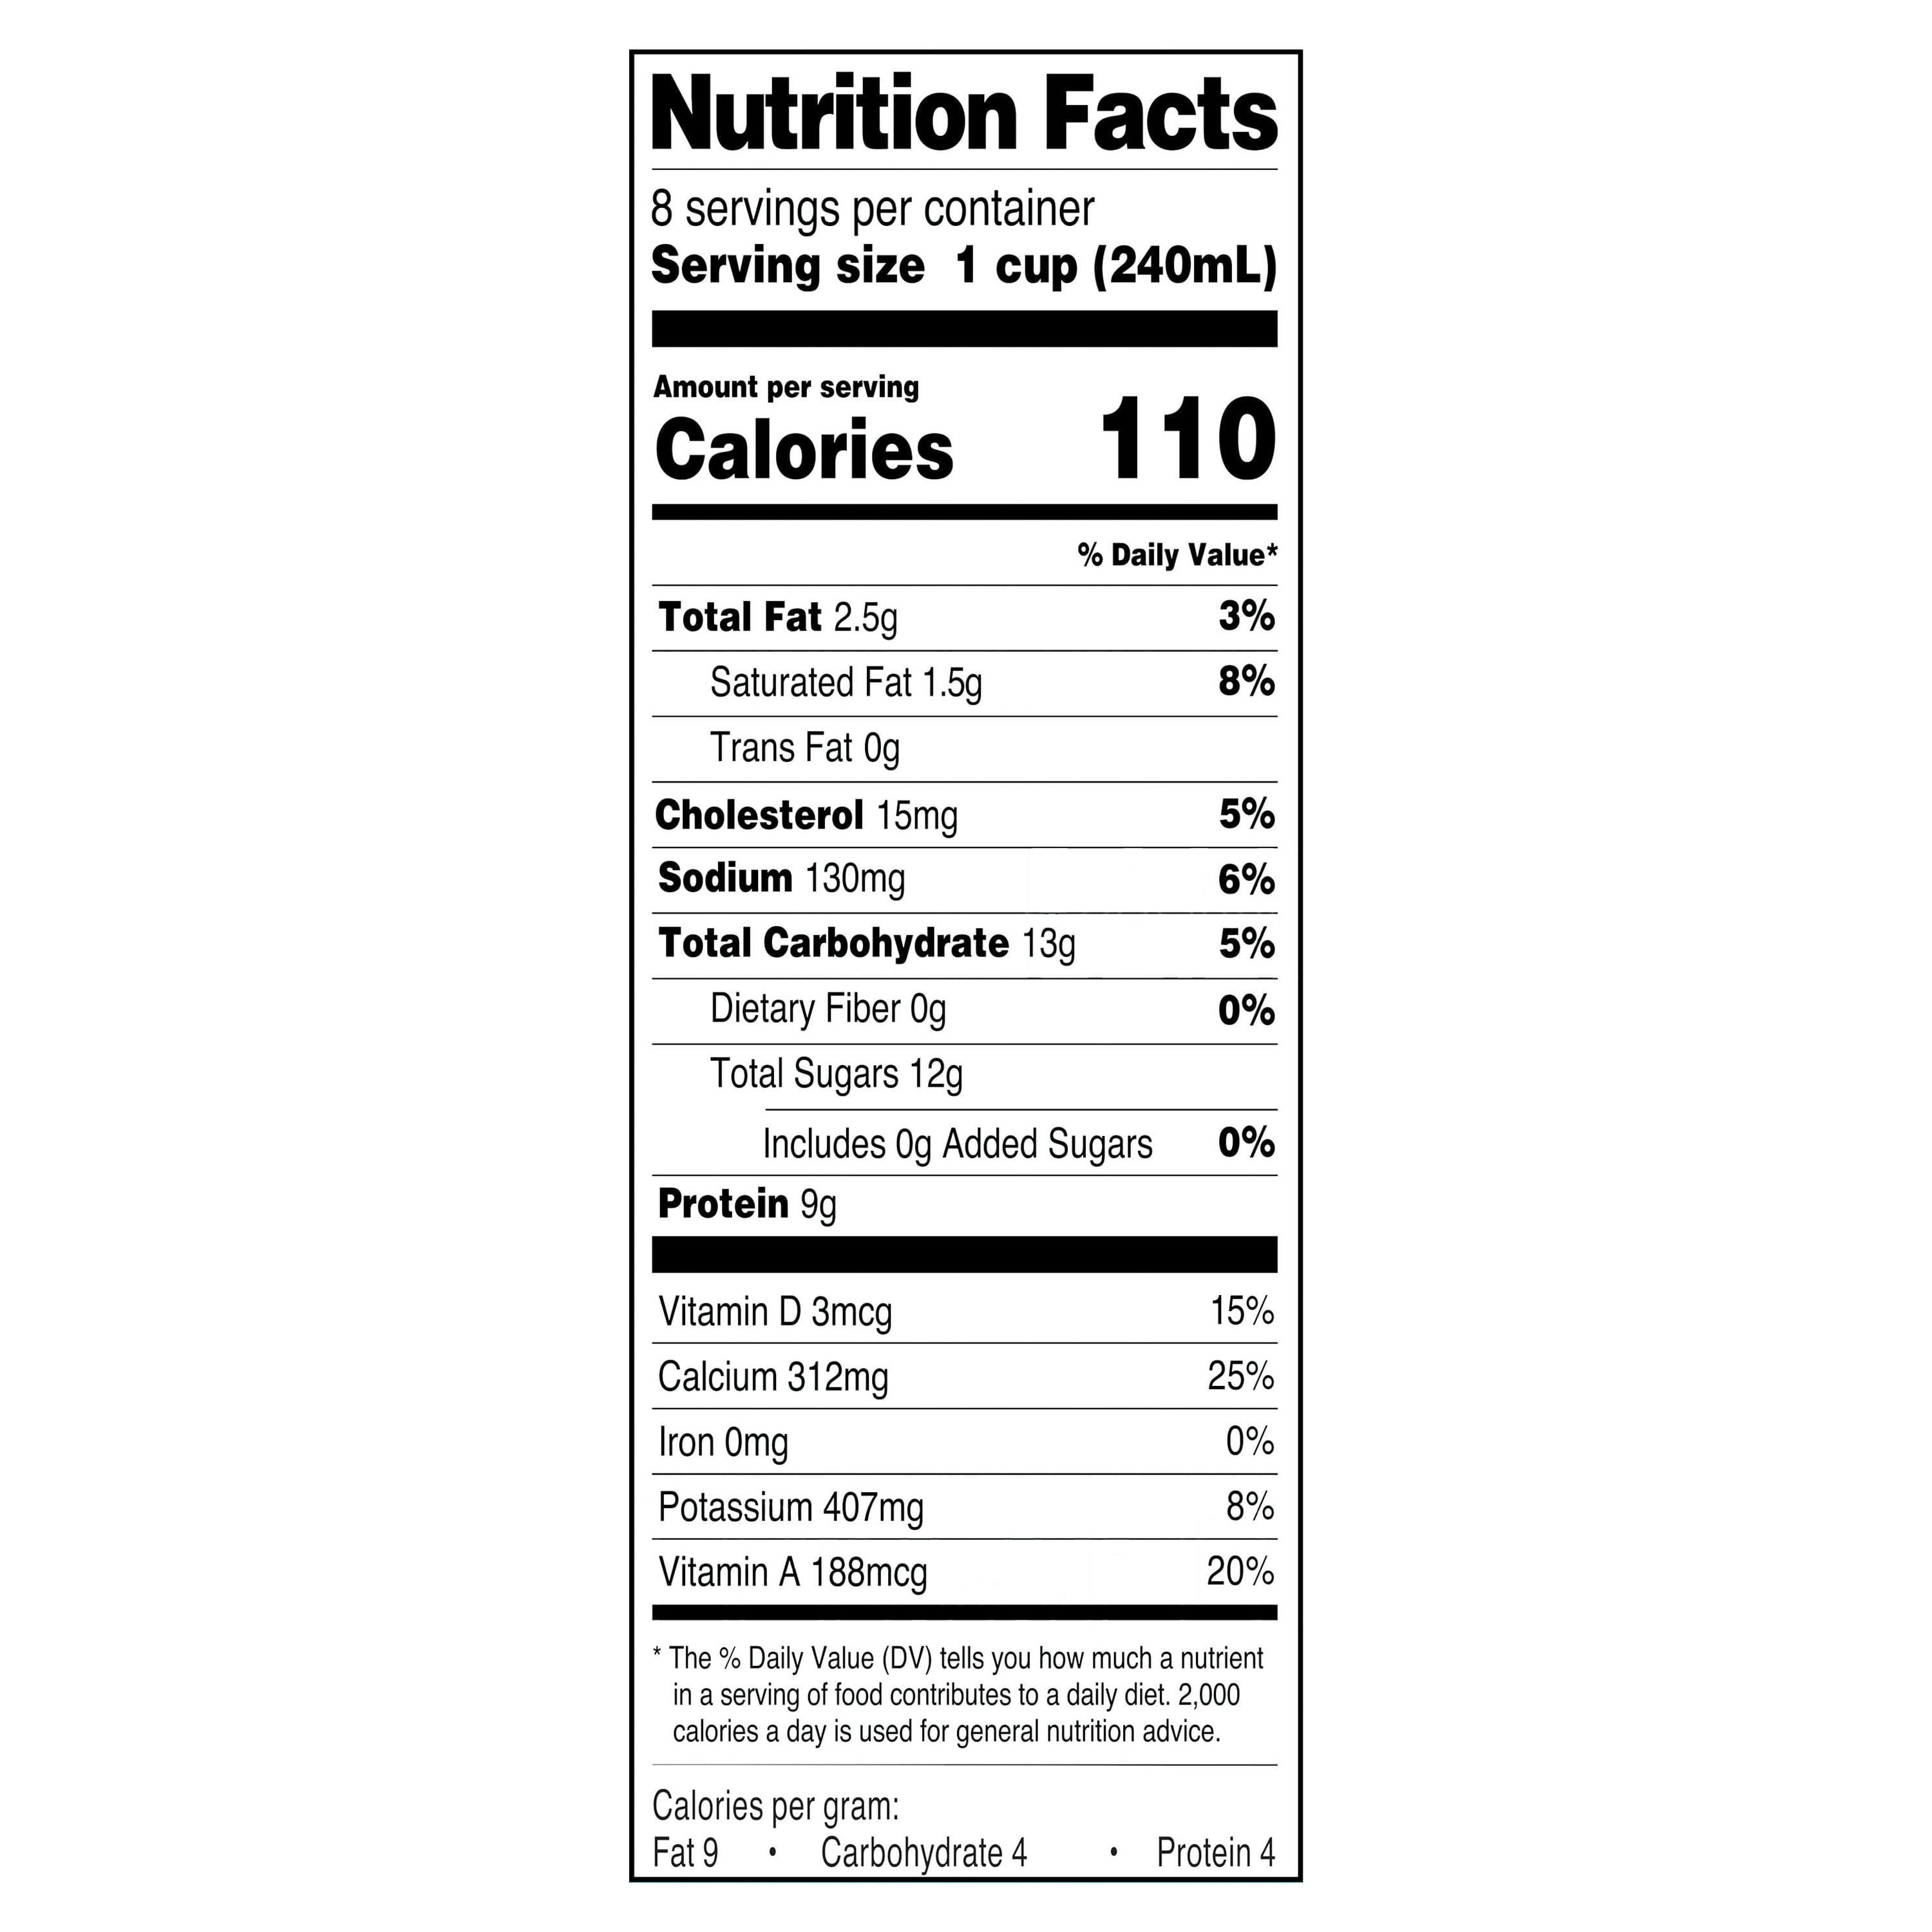 Nutrition Facts
8 servings per container
Serving size 1 cup (240mL)
Amount per serving
Calories 110
% Daily Value*
Total Fat 2.5g 3%
Saturated Fat 1.5g 8%
Trans Fat 0g
Cholesterol 15mg 5%
Sodium 130mg 6%
Total Carbohydrate 13g 5%
Dietary Fiber 0g 0%
Total Sugars 12g
Includes 0g Added Sugars 0%
Protein 9g
Vitamin D 3mcg 15%
Calcium 312mg 25%
Iron 0mg 0%
Potassium 407mg 8%
Vitamin A 188mcg 20%
* The % Daily Value (DV) tells you how much a nutrient
in a serving of food contributes to a daily diet. 2,000
calories a day is used for general nutrition advice.
Calories per gram:
Fat 9 • Carbohydrate 4 • Protein 4